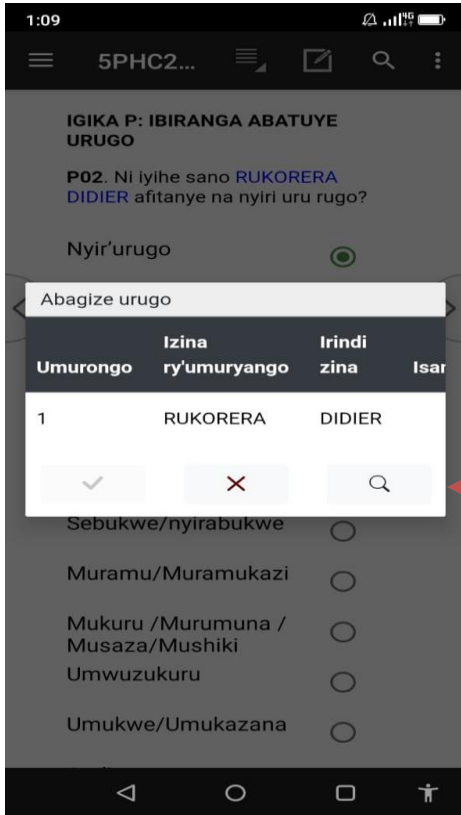 1:09
4G
5PHC2...
IGIKA P: IBIRANGA ABATUYE
URUGO
P02. Ni iyihe sano RUKORERA
DIDIER afitanye na nyiri uru rugo?
Nyir'urugo
Abagize urugo
Umurongo Izina ry'umuryango Irindi zina Isan
1 RUKORERA DIDIER
Sebukwe/nyirabukwe
Muramu/Muramukazi
Mukuru /Murumuna /
Musaza/Mushiki
Umwuzukuru
Umukwe/Umukazana